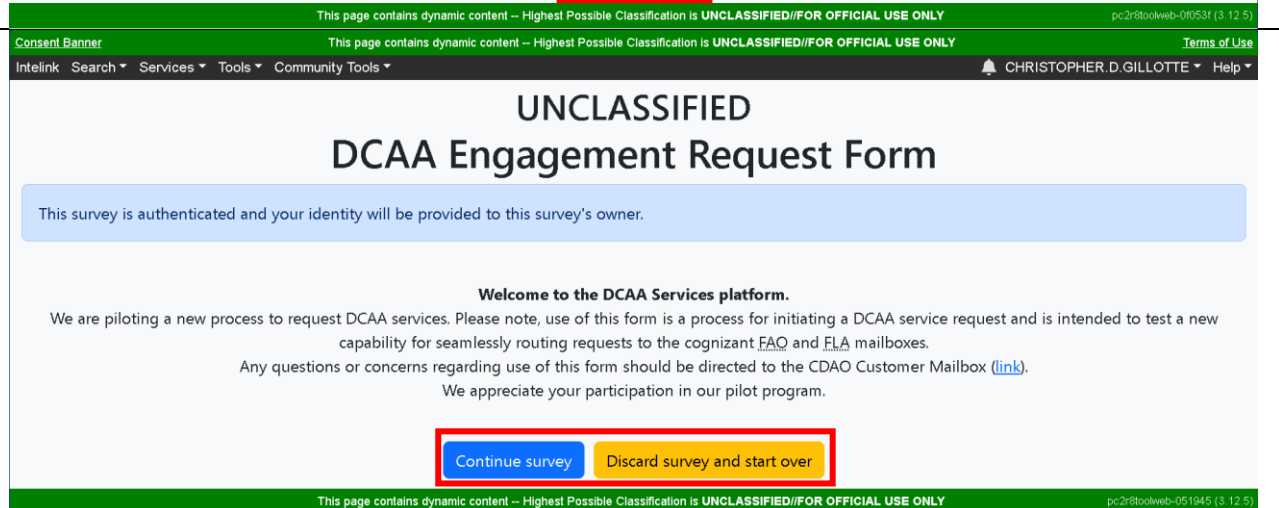 This page contains dynamic content -- Highest Possible Classification is UNCLASSIFIED//FOR OFFICIAL USE ONLY pc2r8toolweb-0f053f (3.12.5)
Consent Banner This page contains dynamic content -- Highest Possible Classification is UNCLASSIFIED//FOR OFFICIAL USE ONLY Terms of Use
Intelink Search Services Tools Community Tools CHRISTOPHER.D.GILLOTTE Help
UNCLASSIFIED
DCAA Engagement Request Form
This survey is authenticated and your identity will be provided to this survey's owner.
Welcome to the DCAA Services platform.
We are piloting a new process to request DCAA services. Please note, use of this form is a process for initiating a DCAA service request and is intended to test a new
capability for seamlessly routing requests to the cognizant FAO and FLA mailboxes.
Any questions or concerns regarding use of this form should be directed to the CDAO Customer Mailbox (link).
We appreciate your participation in our pilot program.
Continue survey Discard survey and start over
This page contains dynamic content -- Highest Possible Classification is UNCLASSIFIED//FOR OFFICIAL USE ONLY pc2r8toolweb-051945 (3.12.5)